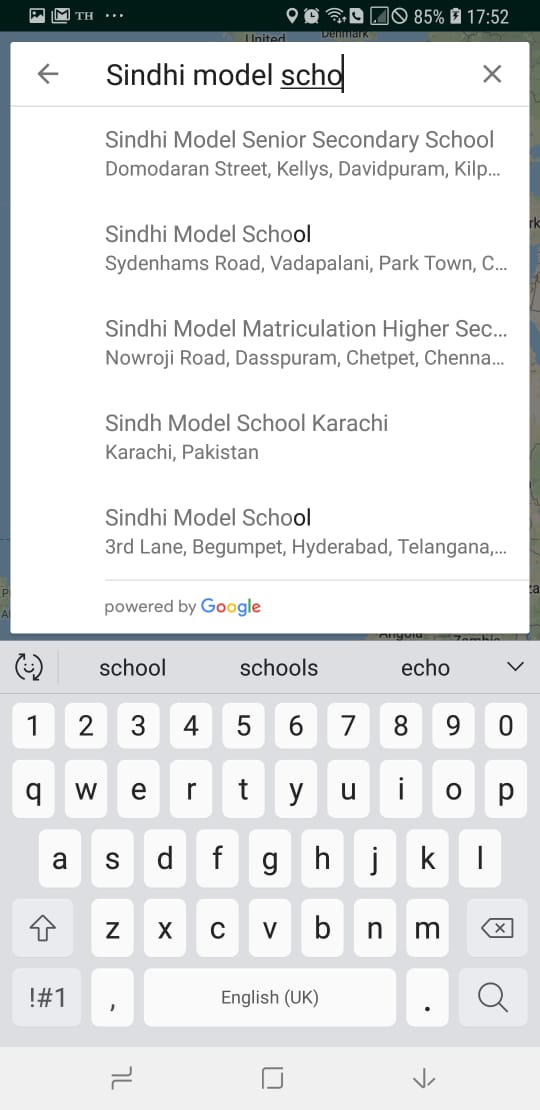 TH ... 85% 17:52
United Denmark
Sindhi model scho
Sindhi Model Senior Secondary School
Domodaran Street, Kellys, Davidpuram, Kilp...
Sindhi Model School
Sydenhams Road, Vadapalani, Park Town, C...
Sindhi Model Matriculation Higher Sec...
Nowroji Road, Dasspuram, Chetpet, Chenna...
Sindh Model School Karachi
Karachi, Pakistan
Sindhi Model School
3rd Lane, Begumpet, Hyderabad, Telangana,...
powered by Google
Angola Zambia
school schools echo
1 2 3 4 5 6 7 8 9 0
q w e r t y u i o p
a s d f g h j k l
z x c v b n m
!#1 , English (UK) .